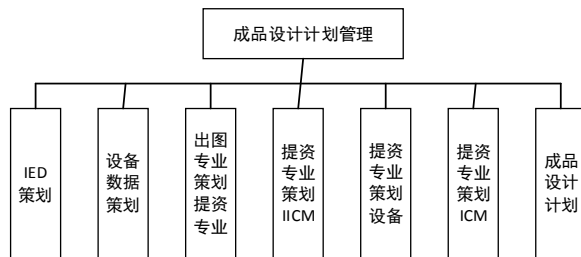 成品设计计划管理
IED
策划
设备
数据
策划
出图
专业
策划
提资
专业
提资
专业
策划
IICM
提资
专业
策划
设备
提资
专业
策划
ICM
成品
设计
计划